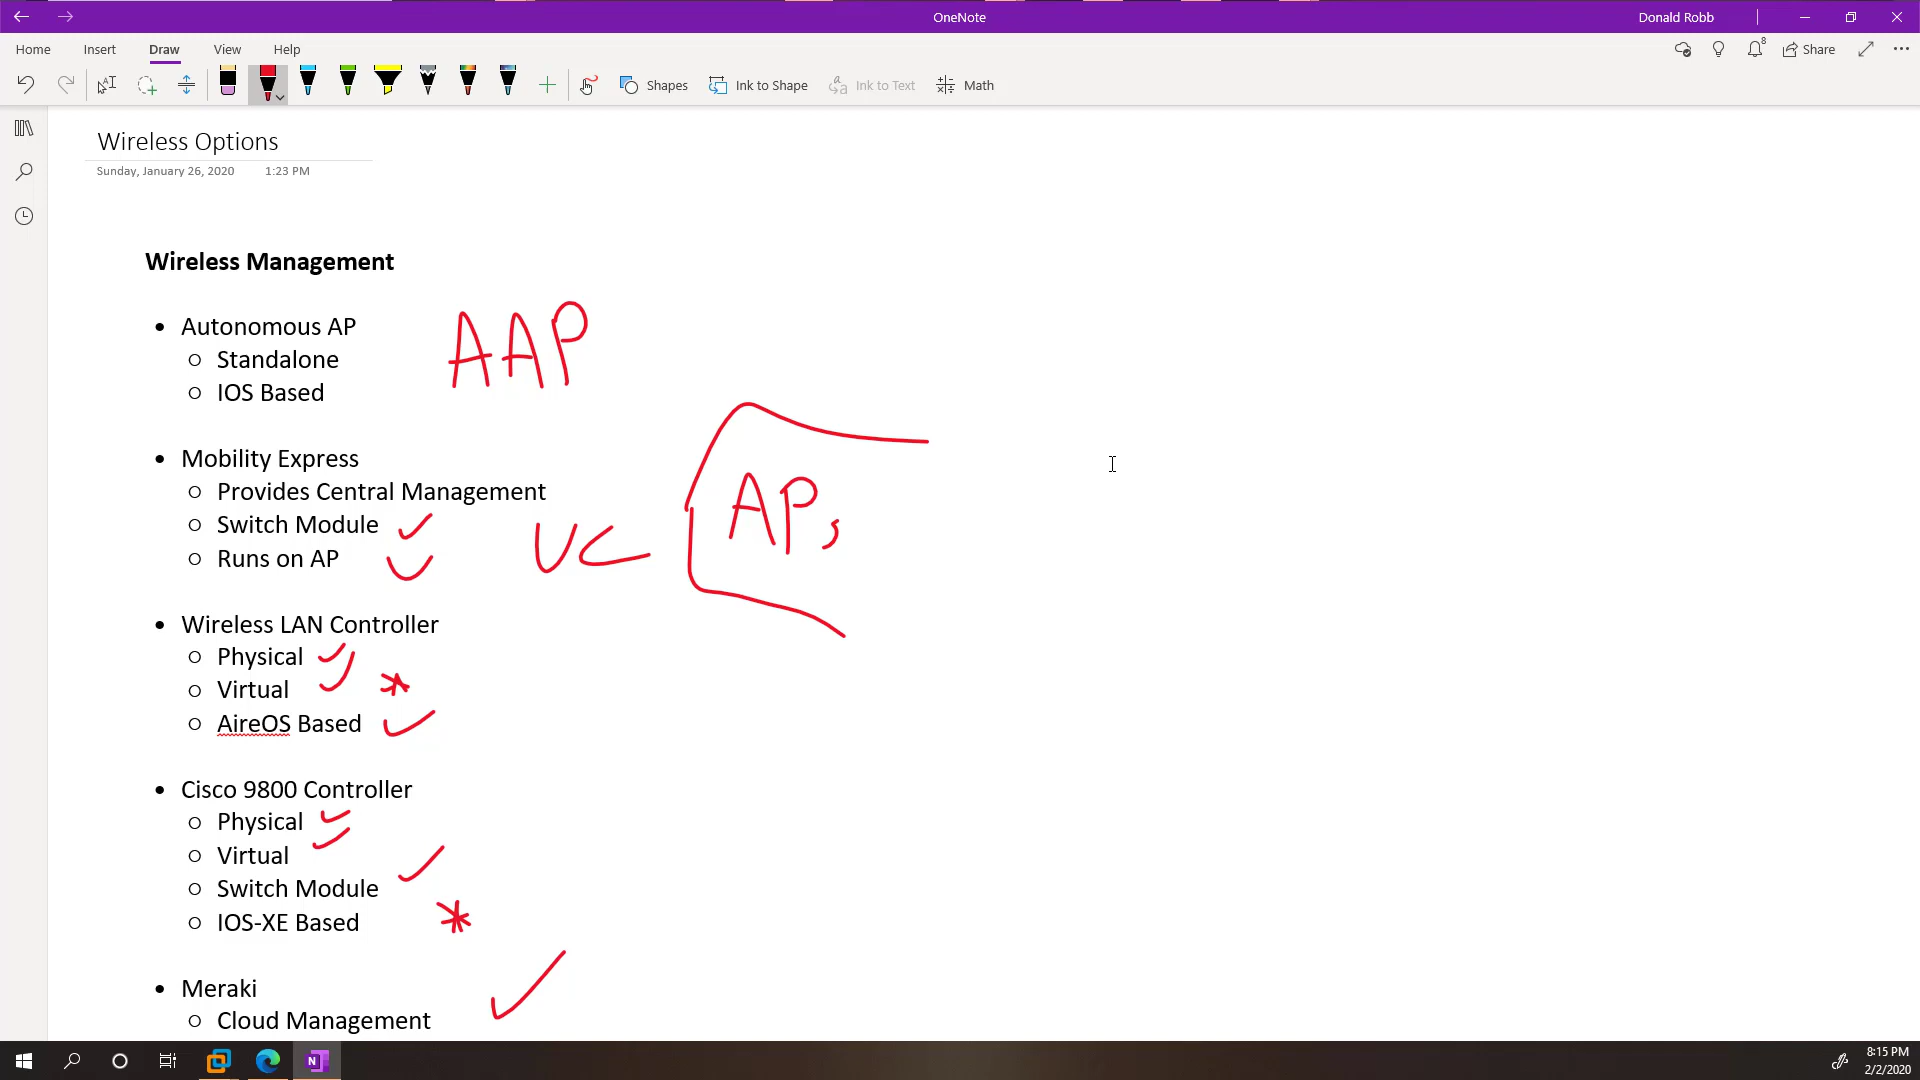 OneNote
Donald Robb
Home Insert Draw View Help
8 Share
Shapes Ink to Shape Ink to Text Math
Wireless Options
Sunday, January 26, 2020 1:23 PM
Wireless Management
• Autonomous AP
o Standalone
o IOS Based
AAP
• Mobility Express
o Provides Central Management
o Switch Module
o Runs on AP
APs
• Wireless LAN Controller
o Physical
o Virtual *
o AireOS Based
• Cisco 9800 Controller
o Physical
o Virtual
o Switch Module
o IOS-XE Based *
• Meraki
o Cloud Management
8:15 PM
2/2/2020